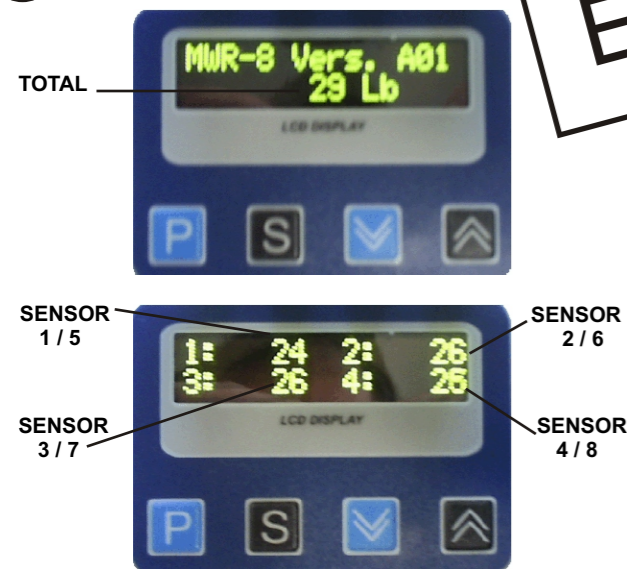 MWR-8 Vers. A01
TOTAL
29 Lb
LCD DISPLAY
P S
SENSOR
1 / 5
SENSOR
2 / 6
1: 24 2: 26
3: 26 4:
SENSOR
3 / 7
SENSOR
4 / 8
LCD DISPLAY
P S